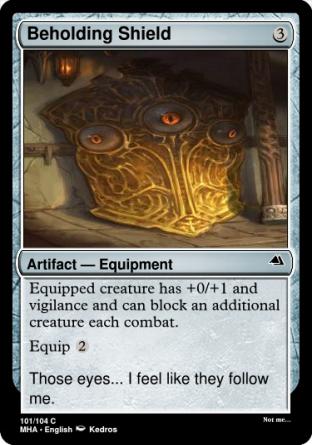 Beholding Shield 3
Artifact — Equipment
Equipped creature has +0/+1 and
vigilance and can block an additional
creature each combat.
Equip 2
Those eyes... I feel like they follow
me.
101/104 C
MHA • English Kedros
Not me...